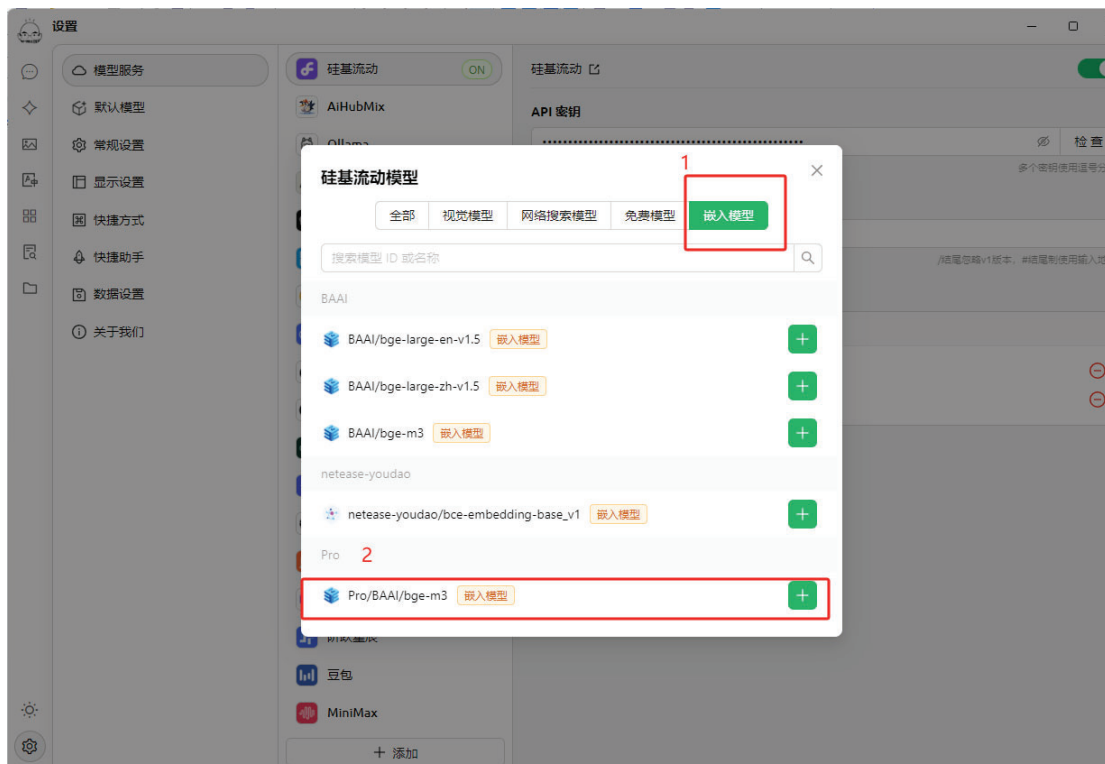 设置
模型服务
默认模型
常规设置
显示设置
快捷方式
快捷助手
数据设置
关于我们
硅基流动 ON
AiHubMix
Ollama
豆包
MiniMax
添加
硅基流动
API 密钥
检查
多个密钥使用逗号分
/结尾忽略v1版本，#结尾制使用输入地
1
硅基流动模型
全部 视觉模型 网络搜索模型 免费模型 嵌入模型
搜索模型 ID 或名称
BAAI
BAAI/bge-large-en-v1.5 嵌入模型
BAAI/bge-large-zh-v1.5 嵌入模型
BAAI/bge-m3 嵌入模型
netease-youdao
netease-youdao/bce-embedding-base_v1 嵌入模型
Pro 2
Pro/BAAI/bge-m3 嵌入模型